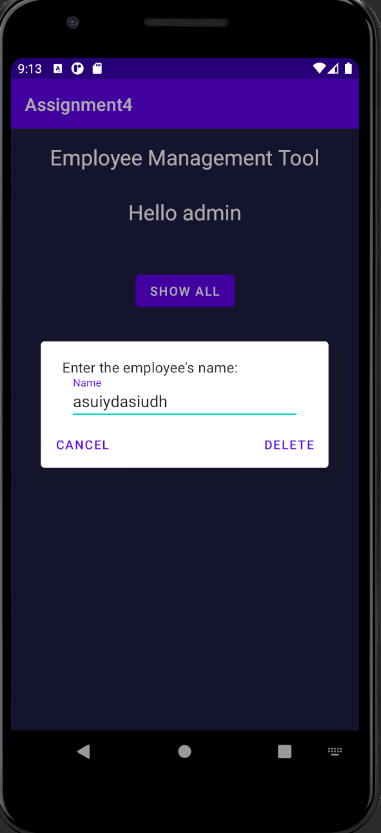 9:13
Assignment4
Employee Management Tool
Hello admin
SHOW ALL
Enter the employee's name:
Name
asuiydasiudh
CANCEL DELETE